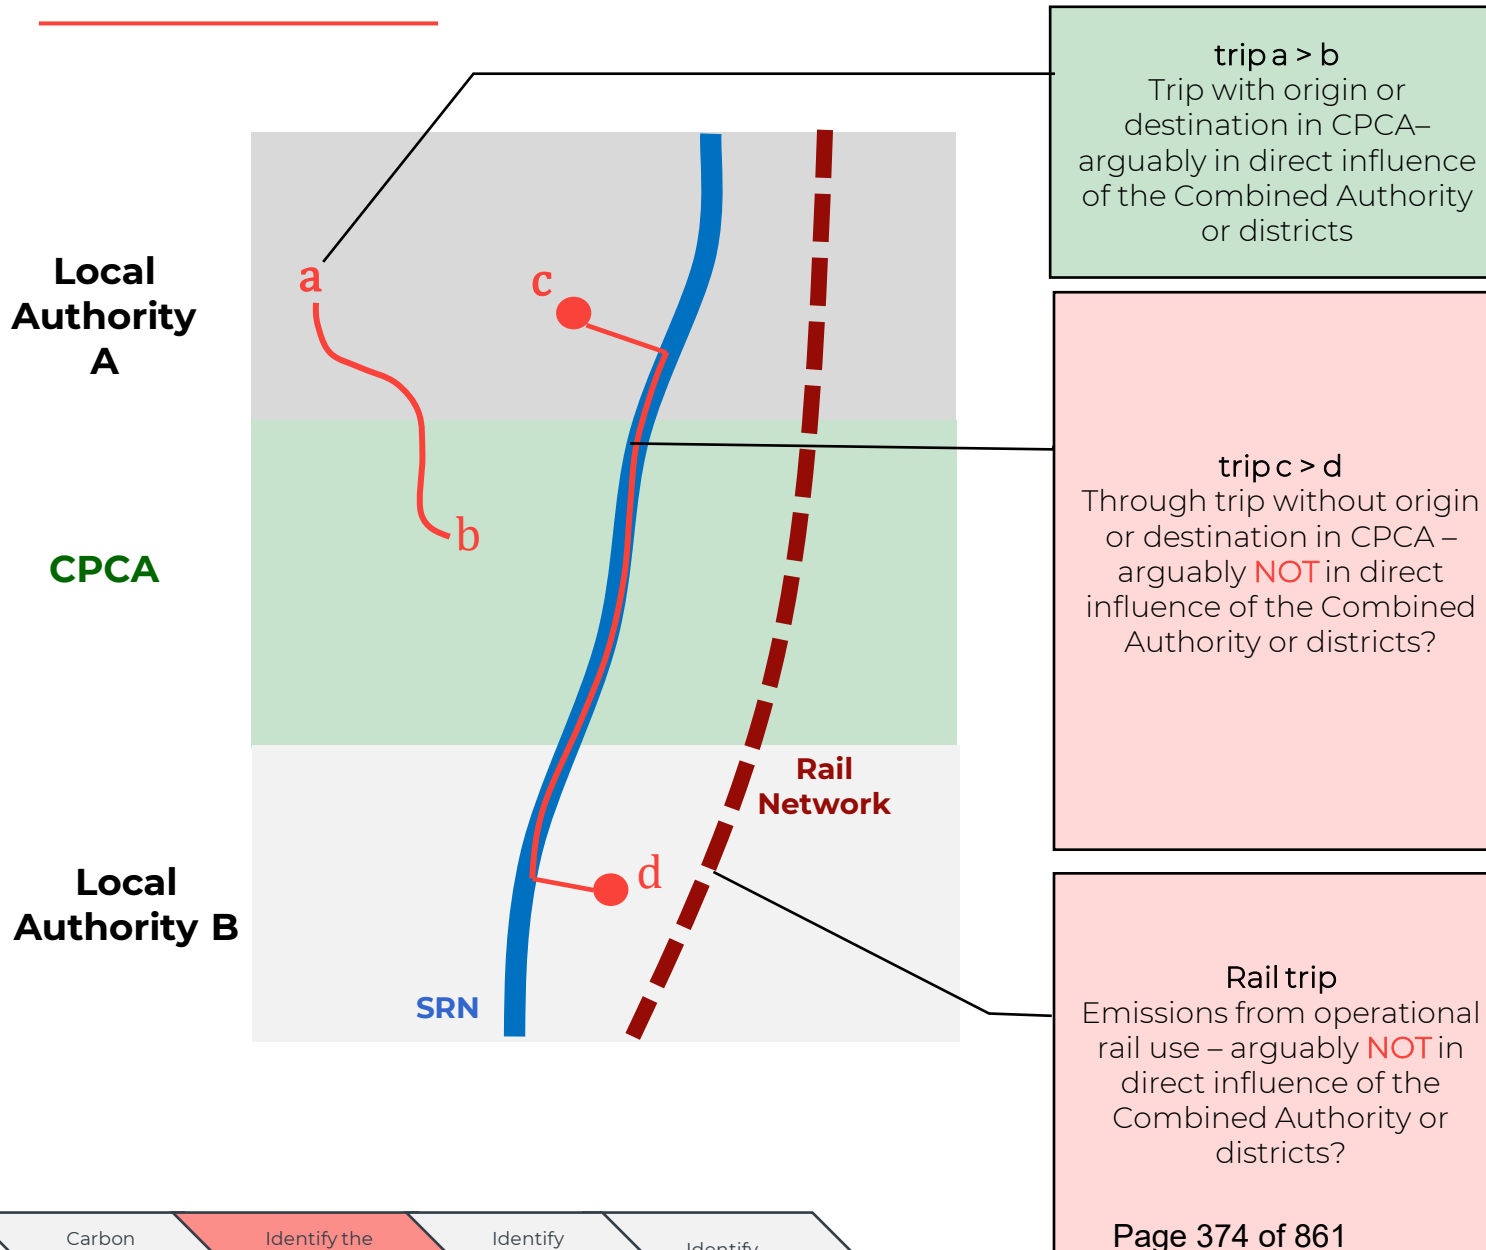 trip a > b
Trip with origin or
destination in CPCA–
arguably in direct influence
of the Combined Authority
or districts
Local
Authority
A
a
c
trip c > d
Through trip without origin
or destination in CPCA –
arguably NOT in direct
influence of the Combined
Authority or districts?
CPCA
b
Rail
Network
Local
Authority B
d
SRN
Rail trip
Emissions from operational
rail use – arguably NOT in
direct influence of the
Combined Authority or
districts?
Carbon
Identify the
Identify
Identify
Page 374 of 861